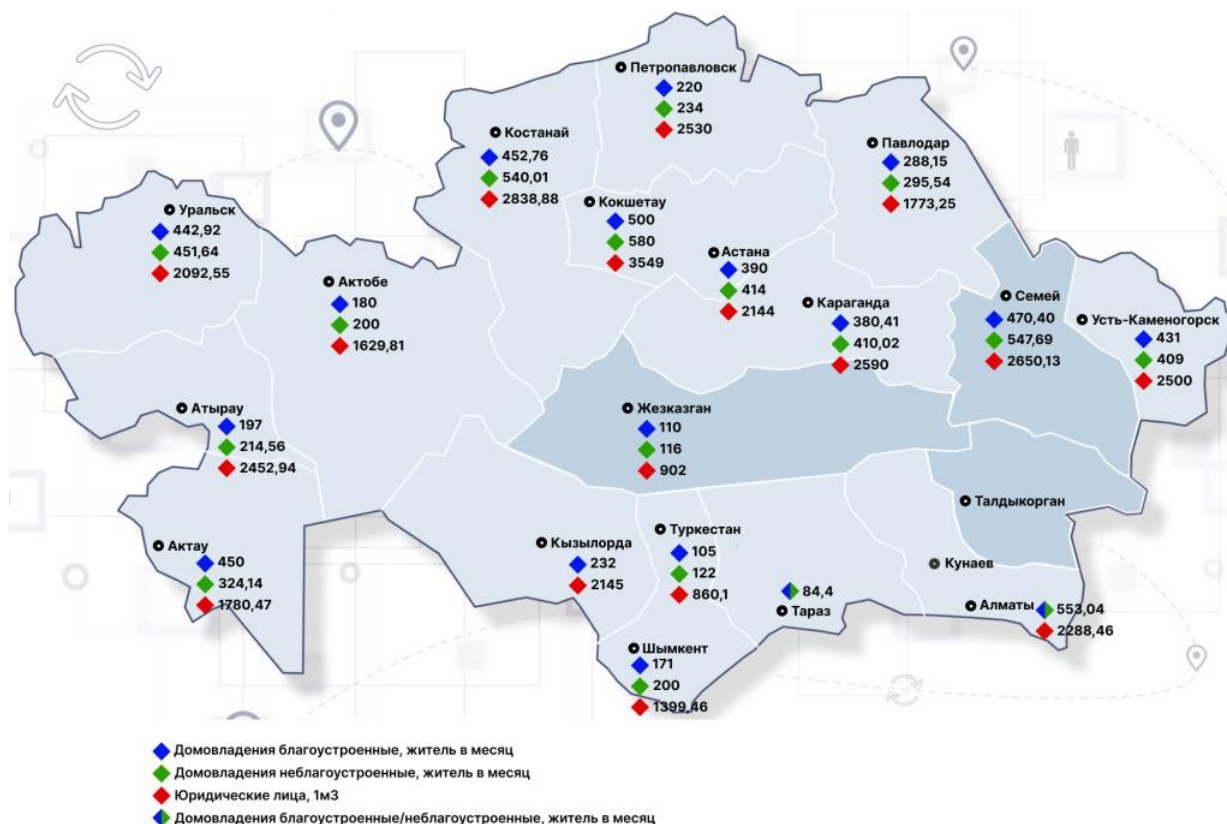 Петропавловск
220
234
2530
Костанай
452,76
540,01
2838,88
Павлодар
288,15
295,54
1773,25
Кокшетау
500
580
3549
Уральск
442,92
451,64
2092,55
Астана
390
414
2144
Актобе
180
200
1629,81
Караганда
380,41
410,02
2590
Семей
470,40
547,69
2650,13
Усть-Каменогорск
431
409
2500
Атырау
197
214,56
2452,94
Жезказган
110
116
902
Талдыкорган
Актау
450
324,14
1780,47
Кызылорда
232
2145
Туркестан
105
122
860,1
Кунаев
84,4
Тараз
Алматы
553,04
2288,46
Шымкент
171
200
1399,46
Домовладения благоустроенные, житель в месяц
Домовладения неблагоустроенные, житель в месяц
Юридические лица, 1м3
Домовладения благоустроенные/неблагоустроенные, житель в месяц